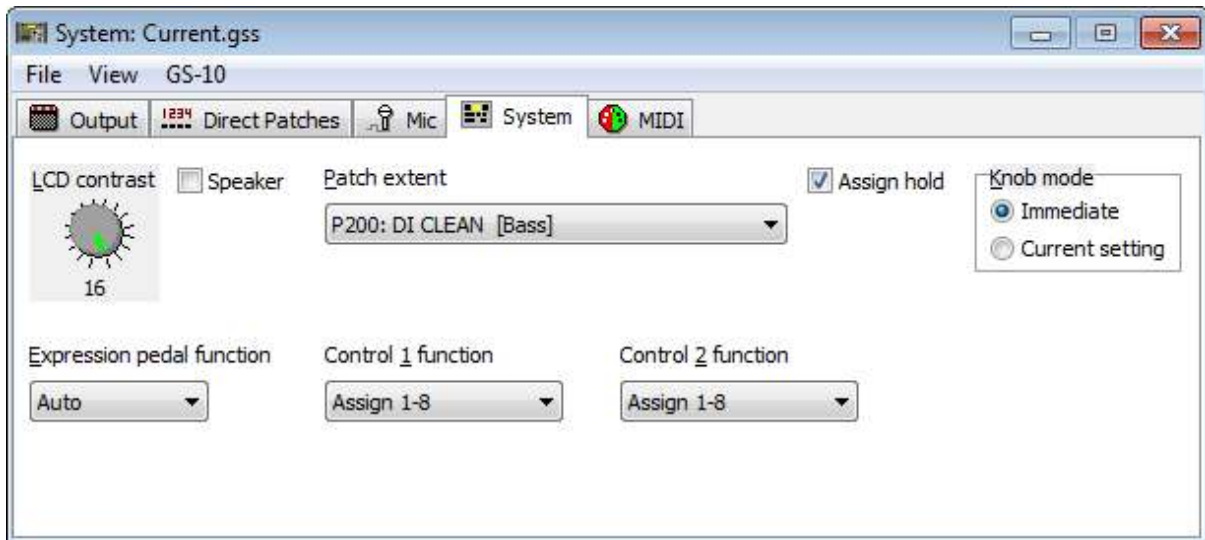 System: Current.gss
File View GS-10
1234
Output Direct Patches Mic System MIDI
LCD contrast Speaker Patch extent Assign hold Knob mode
P200: DI CLEAN [Bass] Immediate
Current setting
16
Expression pedal function Control 1 function Control 2 function
Auto Assign 1-8 Assign 1-8